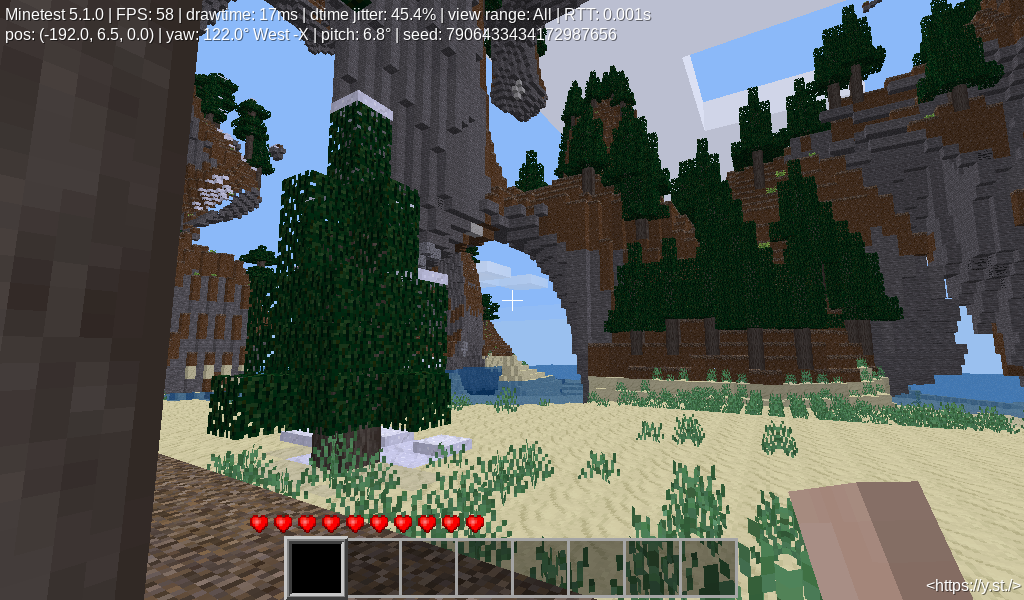 Minetest 5.1.0 | FPS: 58 | drawtime: 17ms | dtime jitter: 45.4% | view range: All | RTT: 0.001s
pos: (-192.0, 6.5, 0.0) | yaw: 122.0° West -X | pitch: 6.8° | seed: 7906433434172987656
<https://y.st./>